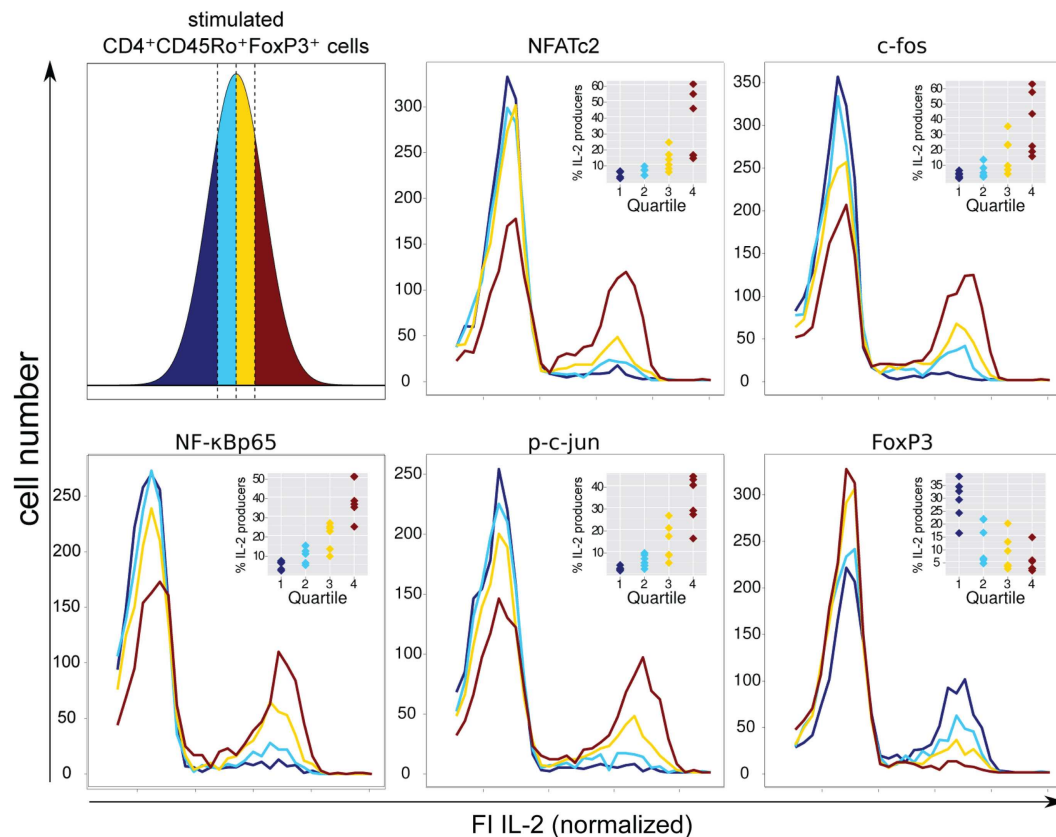 stimulated
CD4⁺CD45Ro⁺FoxP3⁺ cells
NFATc2
300
250
200
150
100
50
0
% IL-2 producers
60
50
40
30
20
10
1 2 3 4
Quartile
c-fos
350
300
250
200
150
100
50
0
% IL-2 producers
60
50
40
30
20
10
1 2 3 4
Quartile
NF-κBp65
250
200
150
100
50
0
% IL-2 producers
50
40
30
20
10
1 2 3 4
Quartile
p-c-jun
250
200
150
100
50
0
% IL-2 producers
40
30
20
10
1 2 3 4
Quartile
FoxP3
300
250
200
150
100
50
0
% IL-2 producers
35
30
25
20
15
10
5
1 2 3 4
Quartile
cell number
FI IL-2 (normalized)